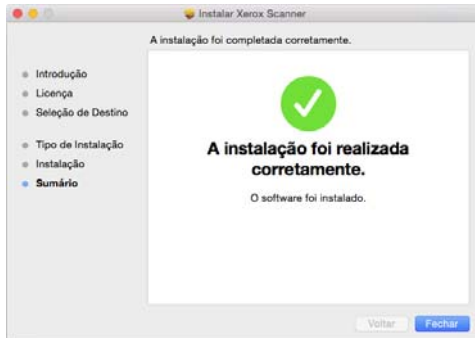 Instalar Xerox Scanner
A instalação foi completada corretamente.
Introdução
Licença
Seleção de Destino
Tipo de Instalação
Instalação
Sumário
A instalação foi realizada
corretamente.
O software foi instalado.
Voltar
Fechar